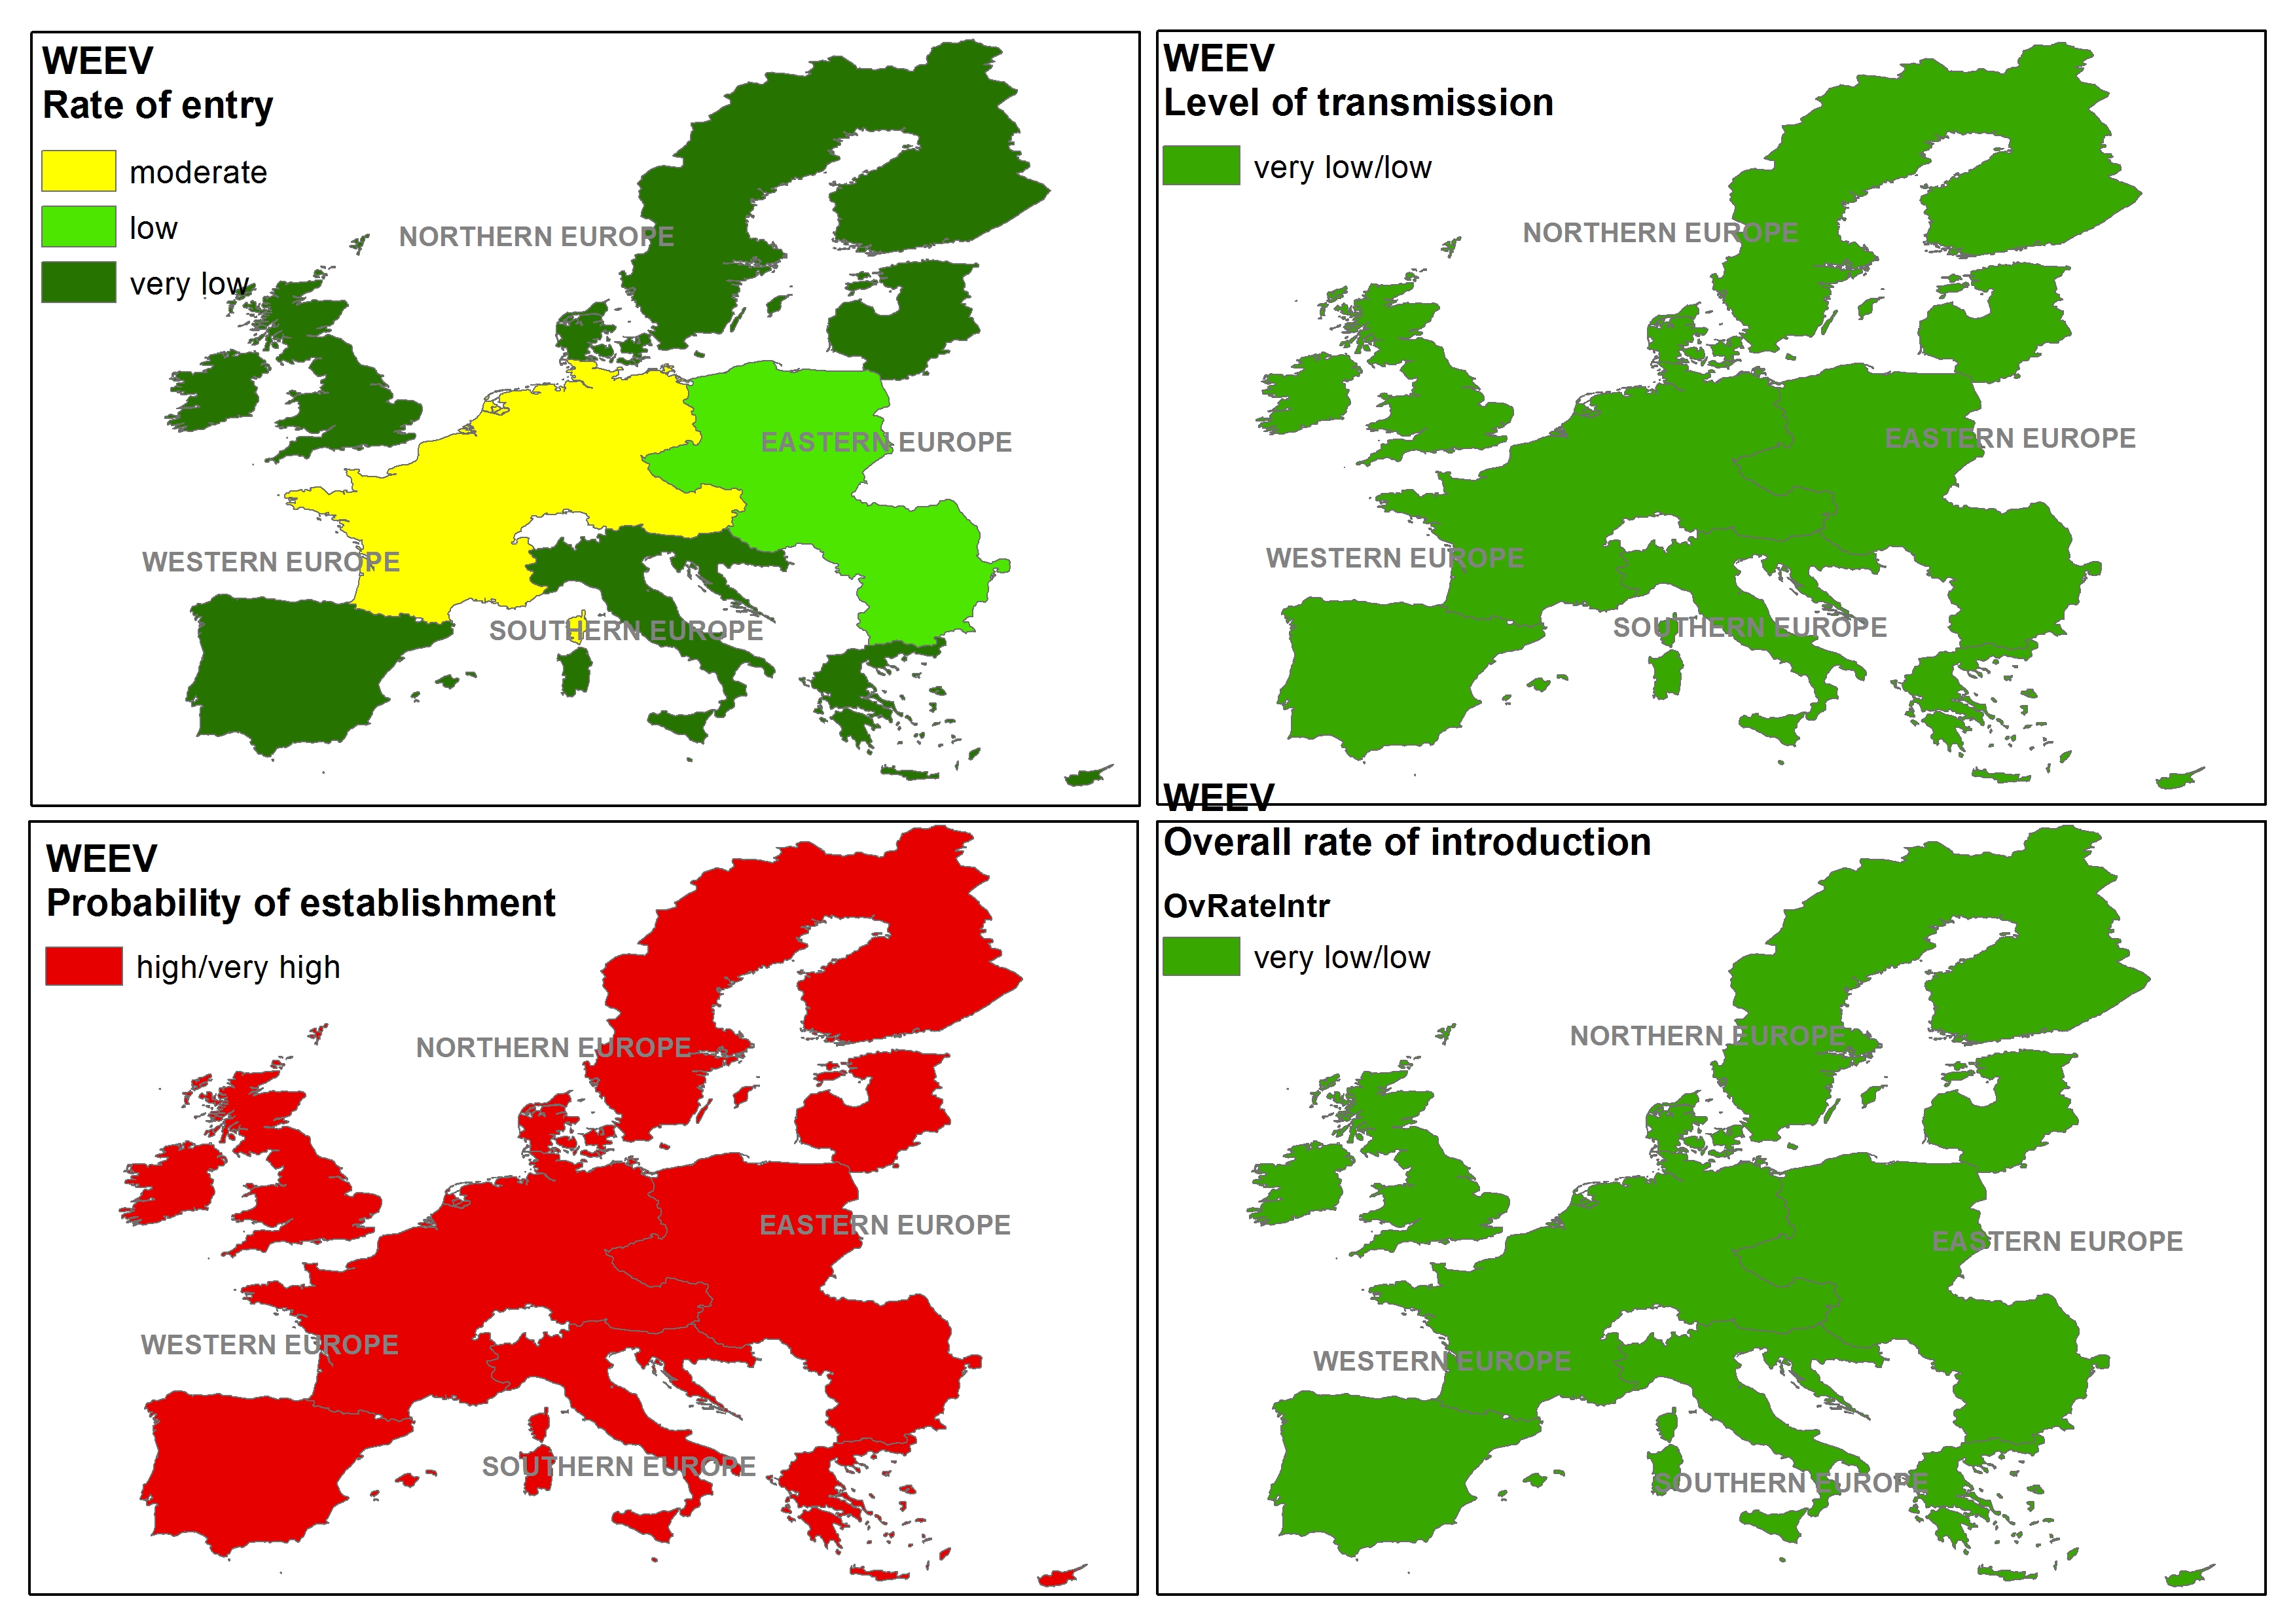 WEEV
Rate of entry
moderate
low
very low
NORTHERN EUROPE
EASTERN EUROPE
WESTERN EUROPE
SOUTHERN EUROPE
WEEV
Level of transmission
very low/low
NORTHERN EUROPE
EASTERN EUROPE
WESTERN EUROPE
SOUTHERN EUROPE
WEEV
Probability of establishment
high/very high
NORTHERN EUROPE
EASTERN EUROPE
WESTERN EUROPE
SOUTHERN EUROPE
WEEV
Overall rate of introduction
OvRateIntr
very low/low
NORTHERN EUROPE
EASTERN EUROPE
WESTERN EUROPE
SOUTHERN EUROPE